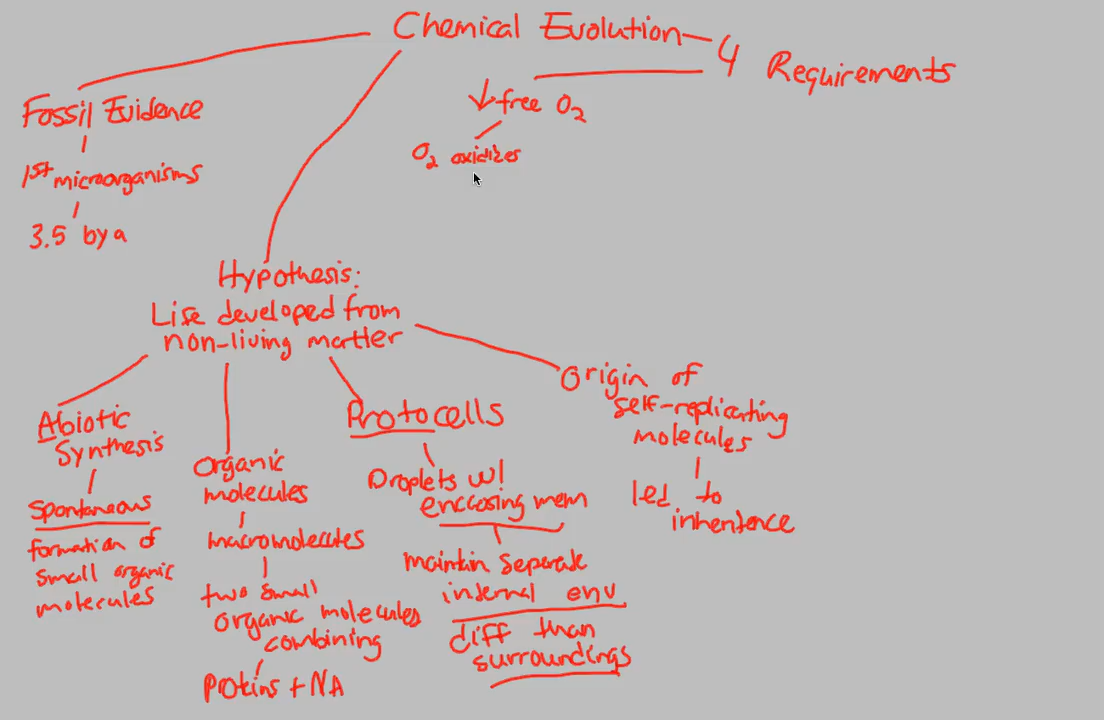 Chemical Evolution
4 Requirements
↓ free O2
O2 oxidizes
Fossil Evidence
1st microorganisms
3.5 bya
Hypothesis:
Life developed from
non-living matter
Abiotic
Synthesis
Spontaneous
formation of
small organic
molecules
Organic
molecules
macromolecules
two small
organic molecules
combining
Protins + NA
Protocells
Droplets w/
enclosing mem
maintin separate
internal env
diff than
surroundings
Origin of
self-replicating
molecules
led to
inheritence